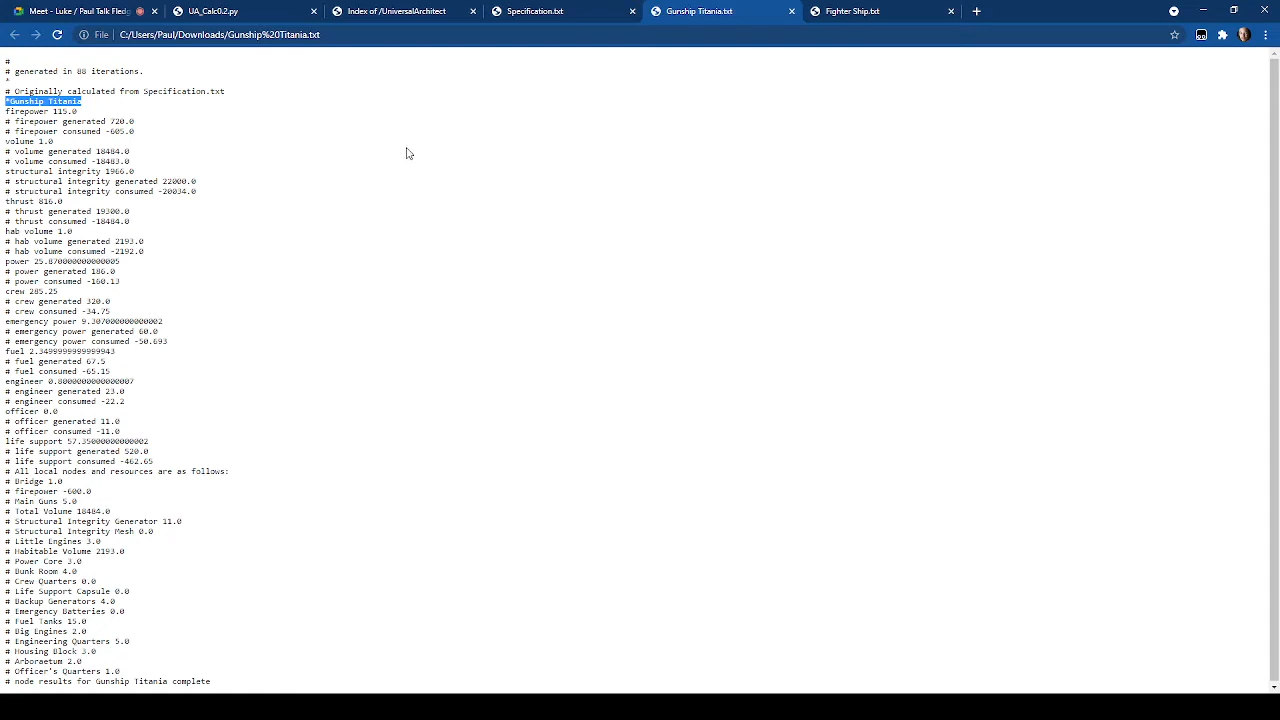 Meet - Luke / Paul Talk Fledg
UA_Calc0.2.py
Index of /UniversalArchitect
Specification.txt
Gunship Titania.txt
Fighter Ship.txt
File C:/Users/Paul/Downloads/Gunship%20Titania.txt
#
# generated in 88 iterations.
*
# Originally calculated from Specification.txt
*Gunship Titania
firepower 115.0
# firepower generated 720.0
# firepower consumed -605.0
volume 1.0
# volume generated 18484.0
# volume consumed -18483.0
structural integrity 1966.0
# structural integrity generated 22000.0
# structural integrity consumed -20034.0
thrust 816.0
# thrust generated 19300.0
# thrust consumed -18484.0
hab volume 1.0
# hab volume generated 2193.0
# hab volume consumed -2192.0
power 25.870000000000005
# power generated 186.0
# power consumed -160.13
crew 285.25
# crew generated 320.0
# crew consumed -34.75
emergency power 9.307000000000002
# emergency power generated 60.0
# emergency power consumed -50.693
fuel 2.3499999999999943
# fuel generated 67.5
# fuel consumed -65.15
engineer 0.8000000000000007
# engineer generated 23.0
# engineer consumed -22.2
officer 0.0
# officer generated 11.0
# officer consumed -11.0
life support 57.35000000000002
# life support generated 520.0
# life support consumed -462.65
# All local nodes and resources are as follows:
# Bridge 1.0
# firepower -600.0
# Main Guns 5.0
# Total Volume 18484.0
# Structural Integrity Generator 11.0
# Structural Integrity Mesh 0.0
# Little Engines 3.0
# Habitable Volume 2193.0
# Power Core 3.0
# Bunk Room 4.0
# Crew Quarters 0.0
# Life Support Capsule 0.0
# Backup Generators 4.0
# Emergency Batteries 0.0
# Fuel Tanks 15.0
# Big Engines 2.0
# Engineering Quarters 5.0
# Housing Block 3.0
# Arboraetum 2.0
# Officer's Quarters 1.0
# node results for Gunship Titania complete